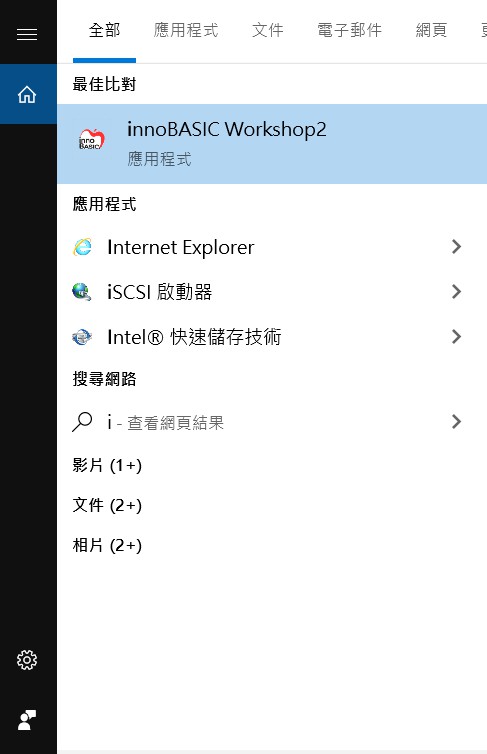 全部 應用程式 文件 電子郵件 網頁
最佳比對
inno BASIC
innoBASIC Workshop2
應用程式
應用程式
Internet Explorer
iSCSI 啟動器
Intel® 快速儲存技術
搜尋網路
i - 查看網頁結果
影片 (1+)
文件 (2+)
相片 (2+)